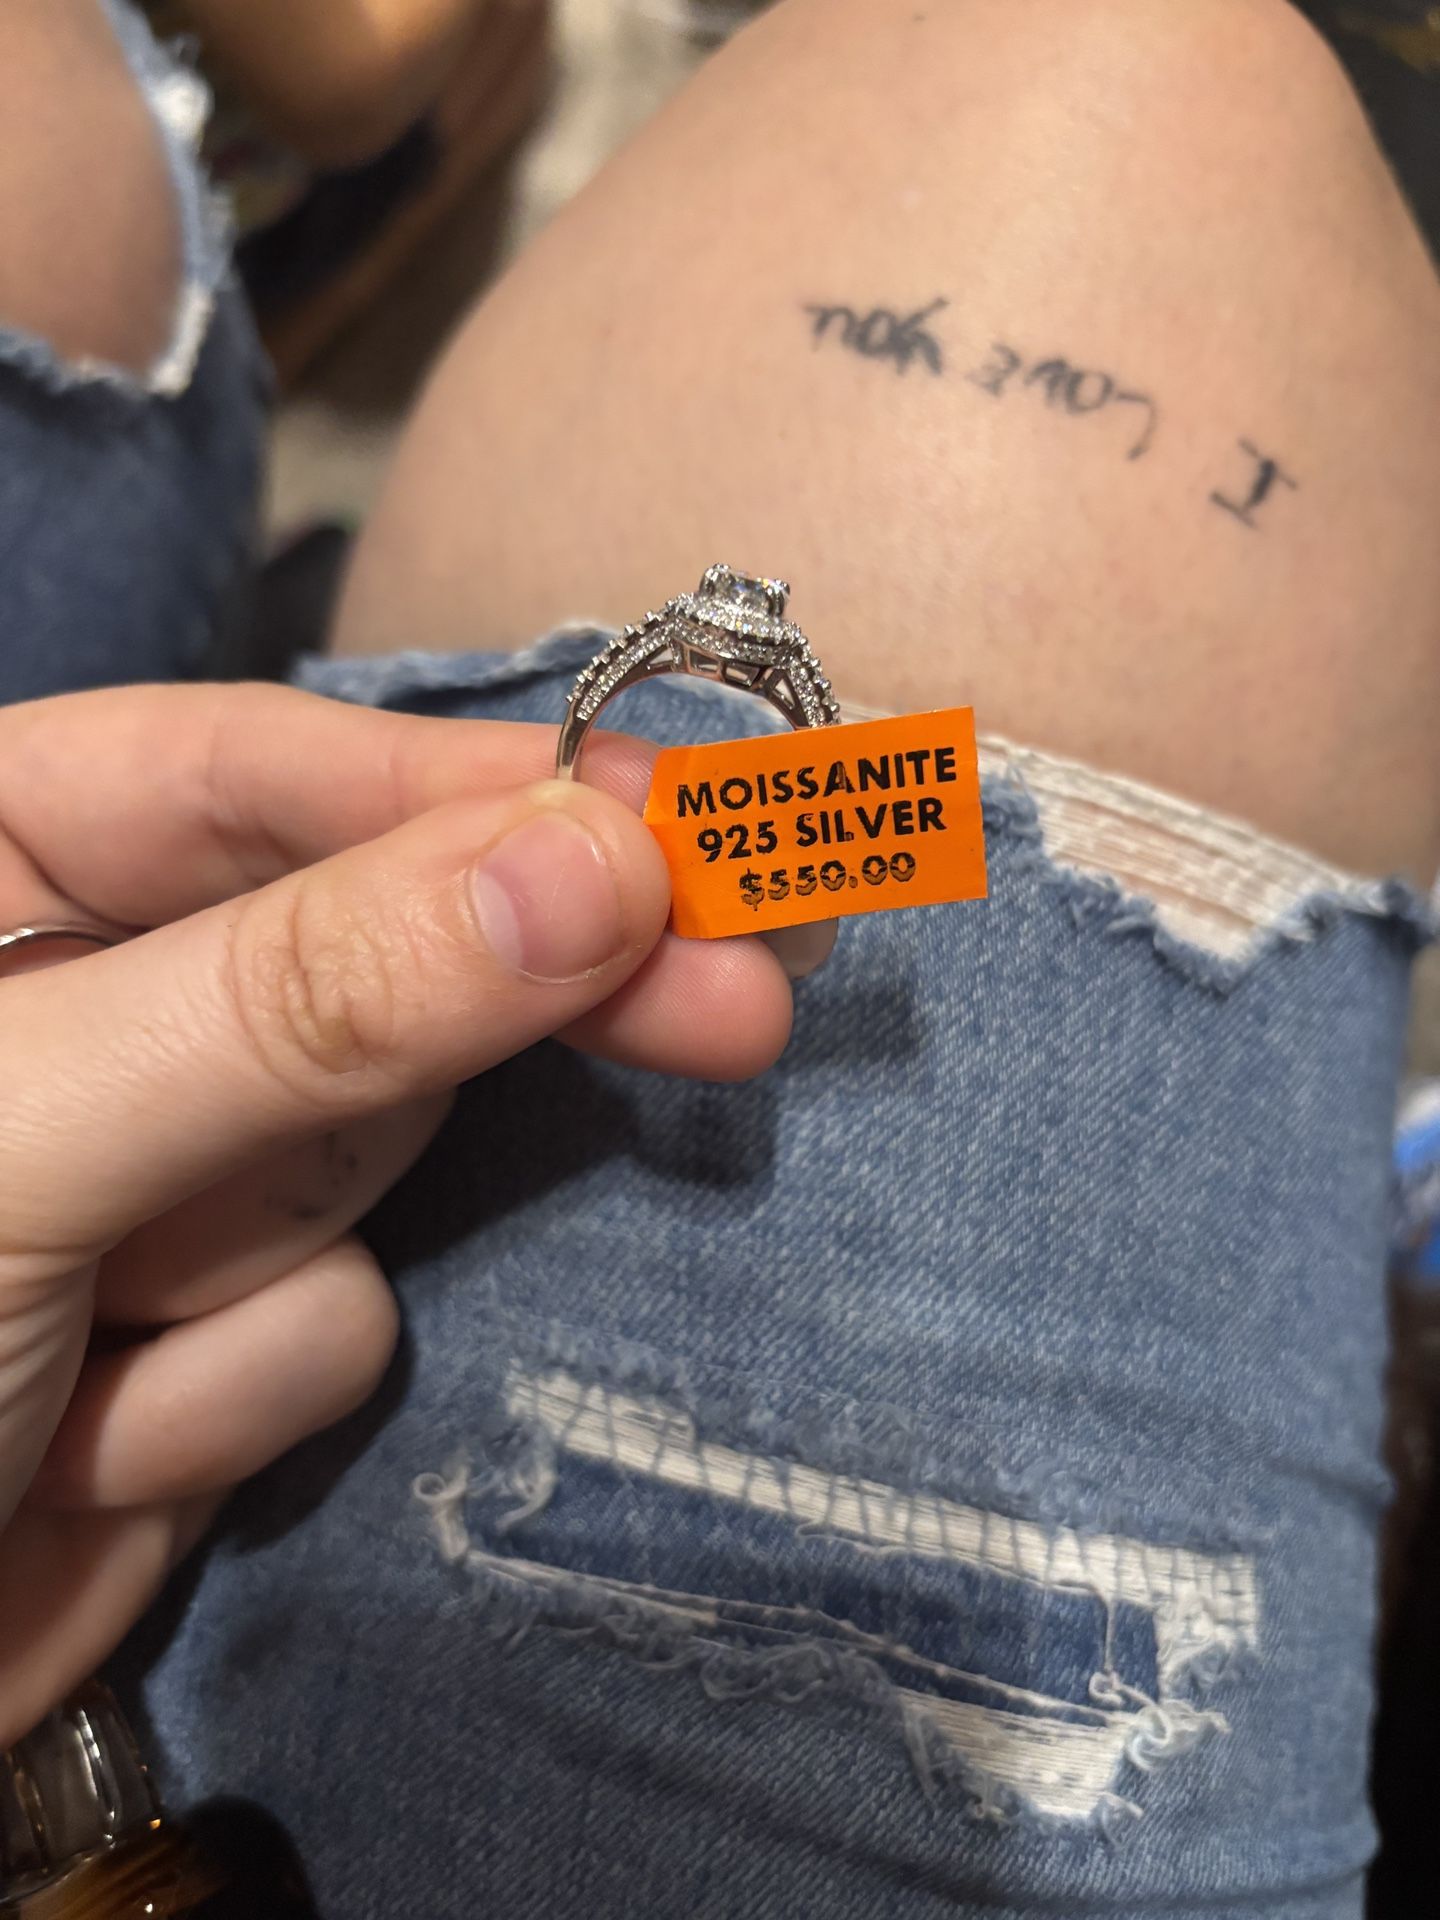 I LOVE you
MOISSANITE
925 SILVER
$550.00